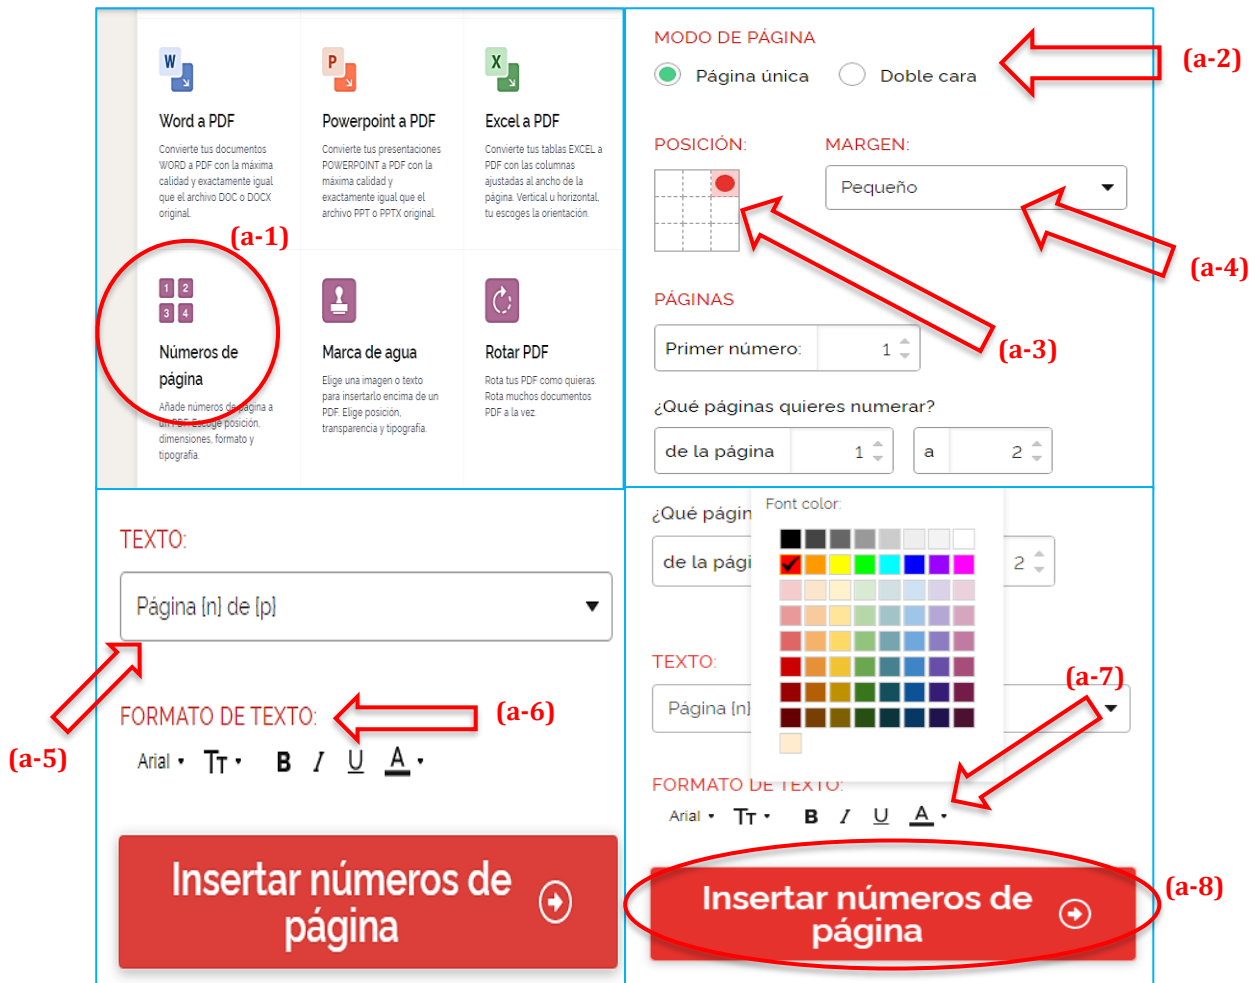 W
P
X
Word a PDF
Convierte tus documentos
WORD a PDF con la máxima
calidad y exactamente igual
que el archivo DOC o DOCX
original.
Powerpoint a PDF
Convierte tus presentaciones
POWERPOINT a PDF con la
máxima calidad y
exactamente igual que el
archivo PPT o PPTX original.
Excel a PDF
Convierte tus tablas EXCEL a
PDF con las columnas
ajustadas al ancho de la
página. Vertical u horizontal,
tu escoges la orientación.
(a-1)
1 2
3 4
Números de
página
Añade números de página a
un PDF. Escoge posición,
dimensiones, formato y
tipografía.
Marca de agua
Elige una imagen o texto
para insertarlo encima de un
PDF. Elige posición,
transparencia y tipografía.
Rotar PDF
Rota tus PDF como quieras.
Rota muchos documentos
PDF a la vez.
MODO DE PÁGINA
Página única
Doble cara
(a-2)
POSICIÓN:
MARGEN:
Pequeño
(a-4)
(a-3)
PÁGINAS
Primer número: 1
¿Qué páginas quieres numerar?
de la página 1 a 2
TEXTO:
Página {n} de {p}
(a-5)
FORMATO DE TEXTO:
(a-6)
Arial TT B I U A
Insertar números de
página
¿Qué págin
Font color:
de la pági
2
TEXTO:
Página {n}
(a-7)
FORMATO DE TEXTO:
Arial TT B I U A
Insertar números de
página
(a-8)